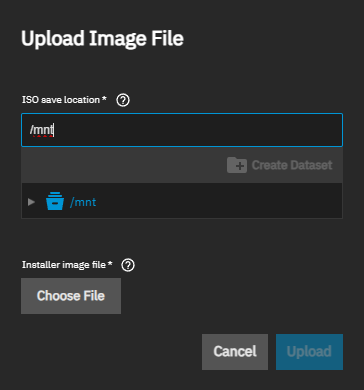 Upload Image File
ISO save location *
/mnt
Create Dataset
/mnt
Installer image file *
Choose File
Cancel
Upload